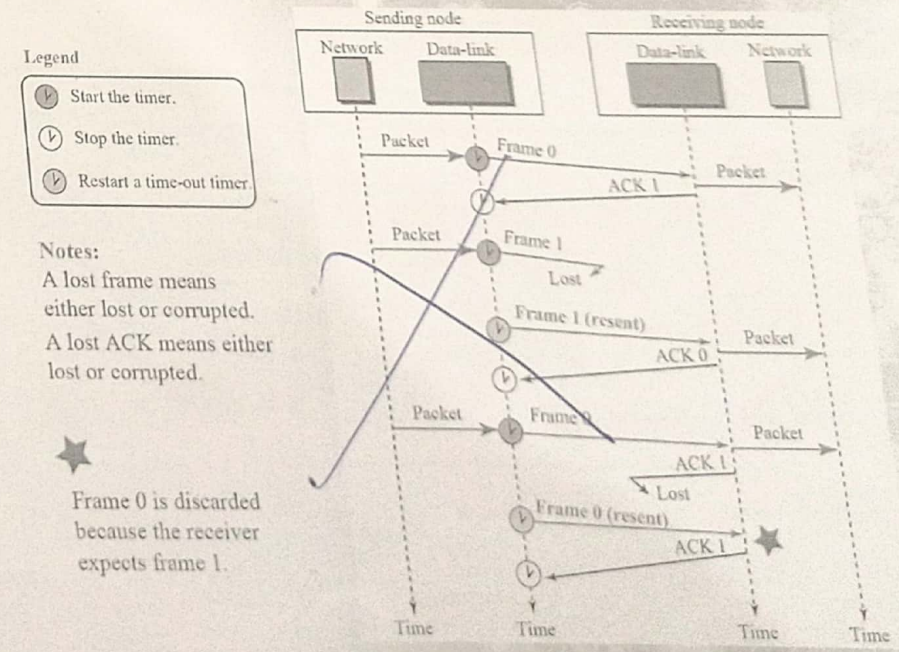 Sending node
Receiving node
Network
Data-link
Data-link
Network
Legend
Start the timer.
Stop the timer.
Restart a time-out timer.
Notes:
A lost frame means
either lost or corrupted.
A lost ACK means either
lost or corrupted.
Frame 0 is discarded
because the receiver
expects frame 1.
Packet
Frame 0
ACK 1
Packet
Packet
Frame 1
Lost
Frame 1 (resent)
ACK 0
Packet
Packet
Frame 0
Packet
ACK 1
Lost
Frame 0 (resent)
ACK 1
Time
Time
Time
Time